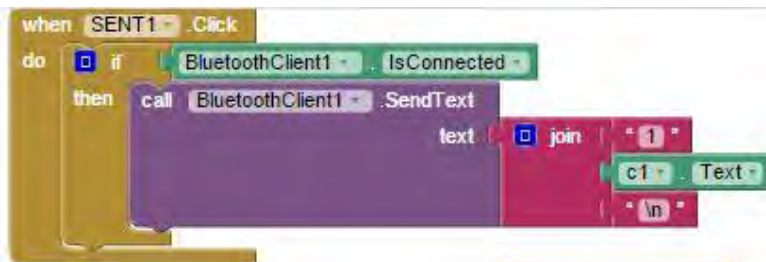 when SENT1 .Click
do if BluetoothClient1 . IsConnected
then call BluetoothClient1 .SendText
text join "1"
c1 . Text
"\n"